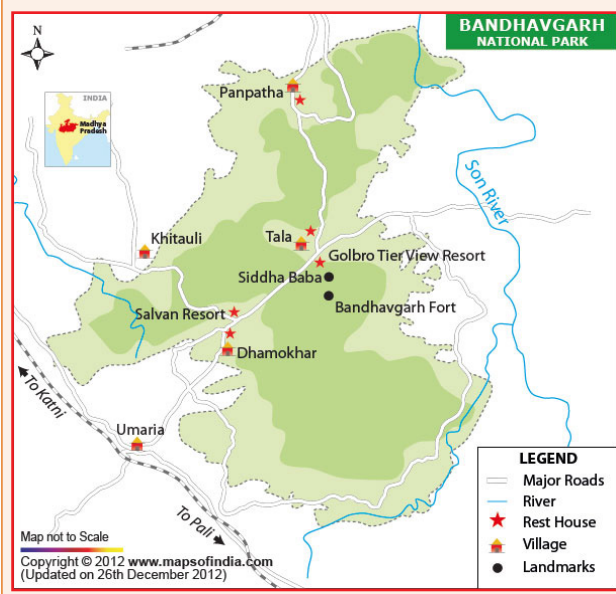 BANDHAVGARH
NATIONAL PARK
N
INDIA
Madhya
Pradesh
Panpatha
Son River
Khitauli
Tala
Golbro Tier View Resort
Siddha Baba
Bandhavgarh Fort
Salvan Resort
Dhamokhar
To Katni
Umaria
To Pali
LEGEND
Major Roads
River
Rest House
Village
Landmarks
Map not to Scale
Copyright © 2012 www.mapsofindia.com
(Updated on 26th December 2012)